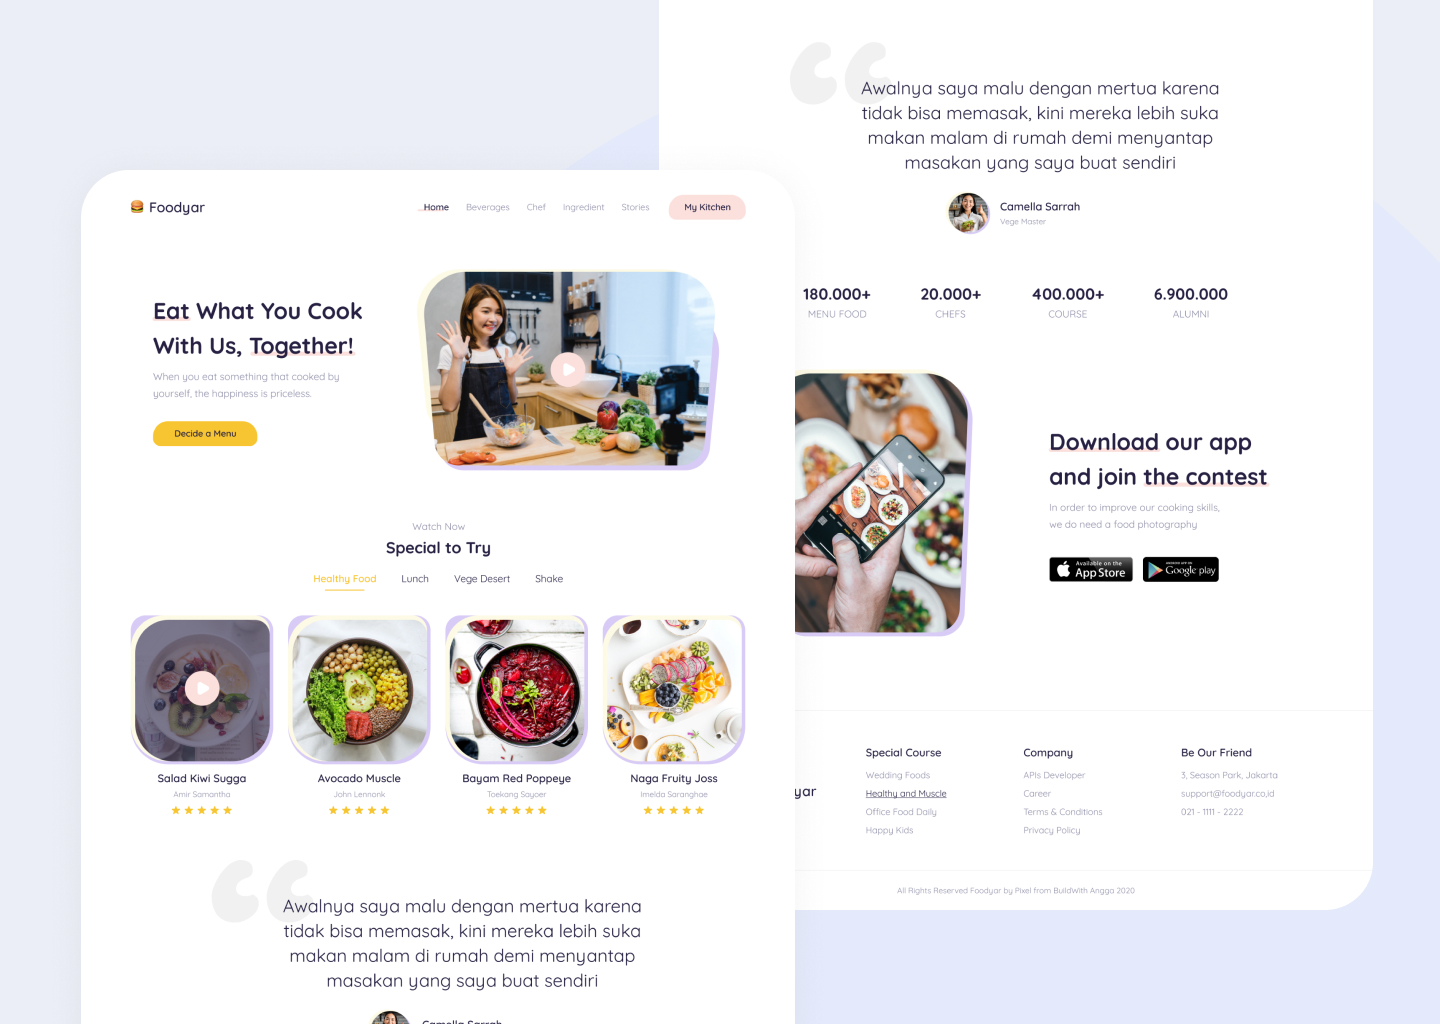 Foodyar
Home Beverages Chef Ingredient Stories My Kitchen
Eat What You Cook
With Us, Together!
When you eat something that cooked by
yourself, the happiness is priceless.
Decide a Menu
Watch Now
Special to Try
Healthy Food Lunch Vege Desert Shake
Salad Kiwi Sugga
Amir Samantha
Avocado Muscle
John Lennank
Bayam Red Poppeye
Toekang Sayoer
Naga Fruity Joss
Imelda Saranghae
Awalnya saya malu dengan mertua karena
tidak bisa memasak, kini mereka lebih suka
makan malam di rumah demi menyantap
masakan yang saya buat sendiri
Camella Sarrah
Awalnya saya malu dengan mertua karena
tidak bisa memasak, kini mereka lebih suka
makan malam di rumah demi menyantap
masakan yang saya buat sendiri
Camella Sarrah
Vege Master
180.000+ 20.000+ 400.000+ 6.900.000
MENU FOOD CHEFS COURSE ALUMNI
Download our app
and join the contest
In order to improve our cooking skills,
we do need a food photography
Available on the
App Store
ANDROID APP ON
Google play
yar
Special Course
Wedding Foods
Healthy and Muscle
Office Food Daily
Happy Kids
Company
APIs Developer
Career
Terms & Conditions
Privacy Policy
Be Our Friend
3, Season Park, Jakarta
support@foodyar.co.id
021 - 1111 - 2222
All Rights Reserved Foodyar by Pixel from BuildWith Angga 2020